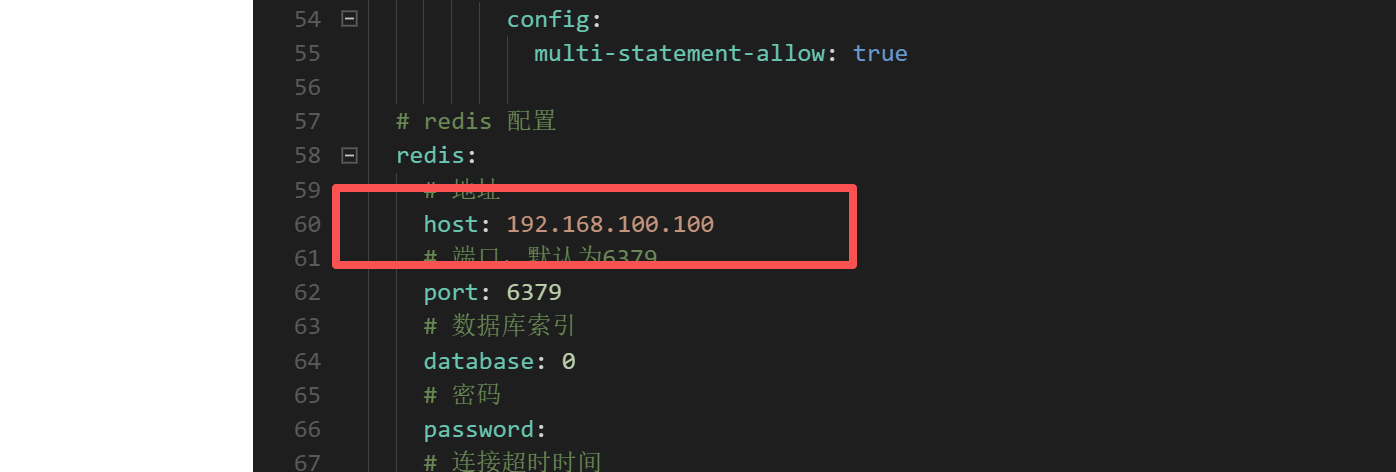 54 config:
55 multi-statement-allow: true
56
57 # redis 配置
58 redis:
59 # 地址
60 host: 192.168.100.100
61 # 端口，默认为6379
62 port: 6379
63 # 数据库索引
64 database: 0
65 # 密码
66 password:
67 # 连接超时时间